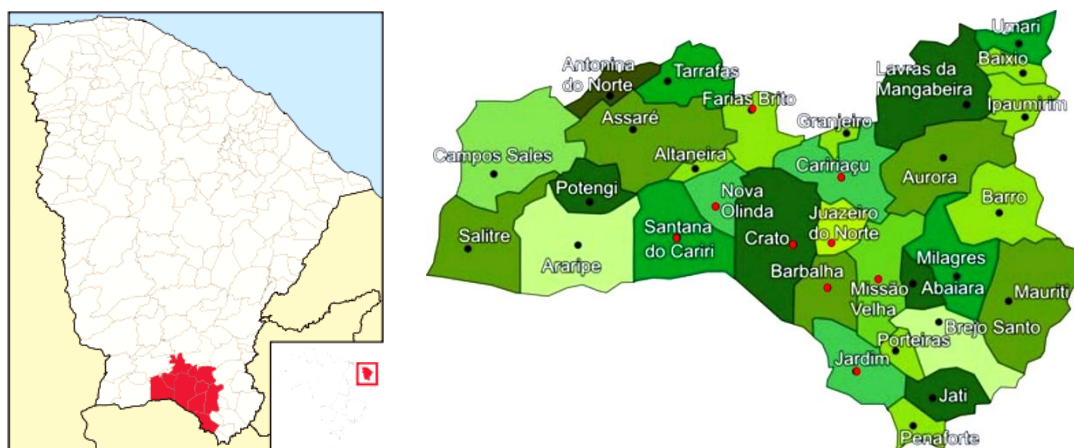 Umari
Antonina
do Norte
Tarrafas
Lavras da
Mangabeira
Baixio
Farias Brito
Ipaumirim
Assaré
Granjeiro
Campos Sales
Altaneira
Caririaçu
Aurora
Potengi
Nova
Olinda
Barro
Salitre
Santana
do Cariri
Crato
Juazeiro
do Norte
Araripe
Barbalha
Milagres
Missão
Velha
Abaiara
Mauriti
Brejo Santo
Porteiras
Jardim
Jati
Penaforte